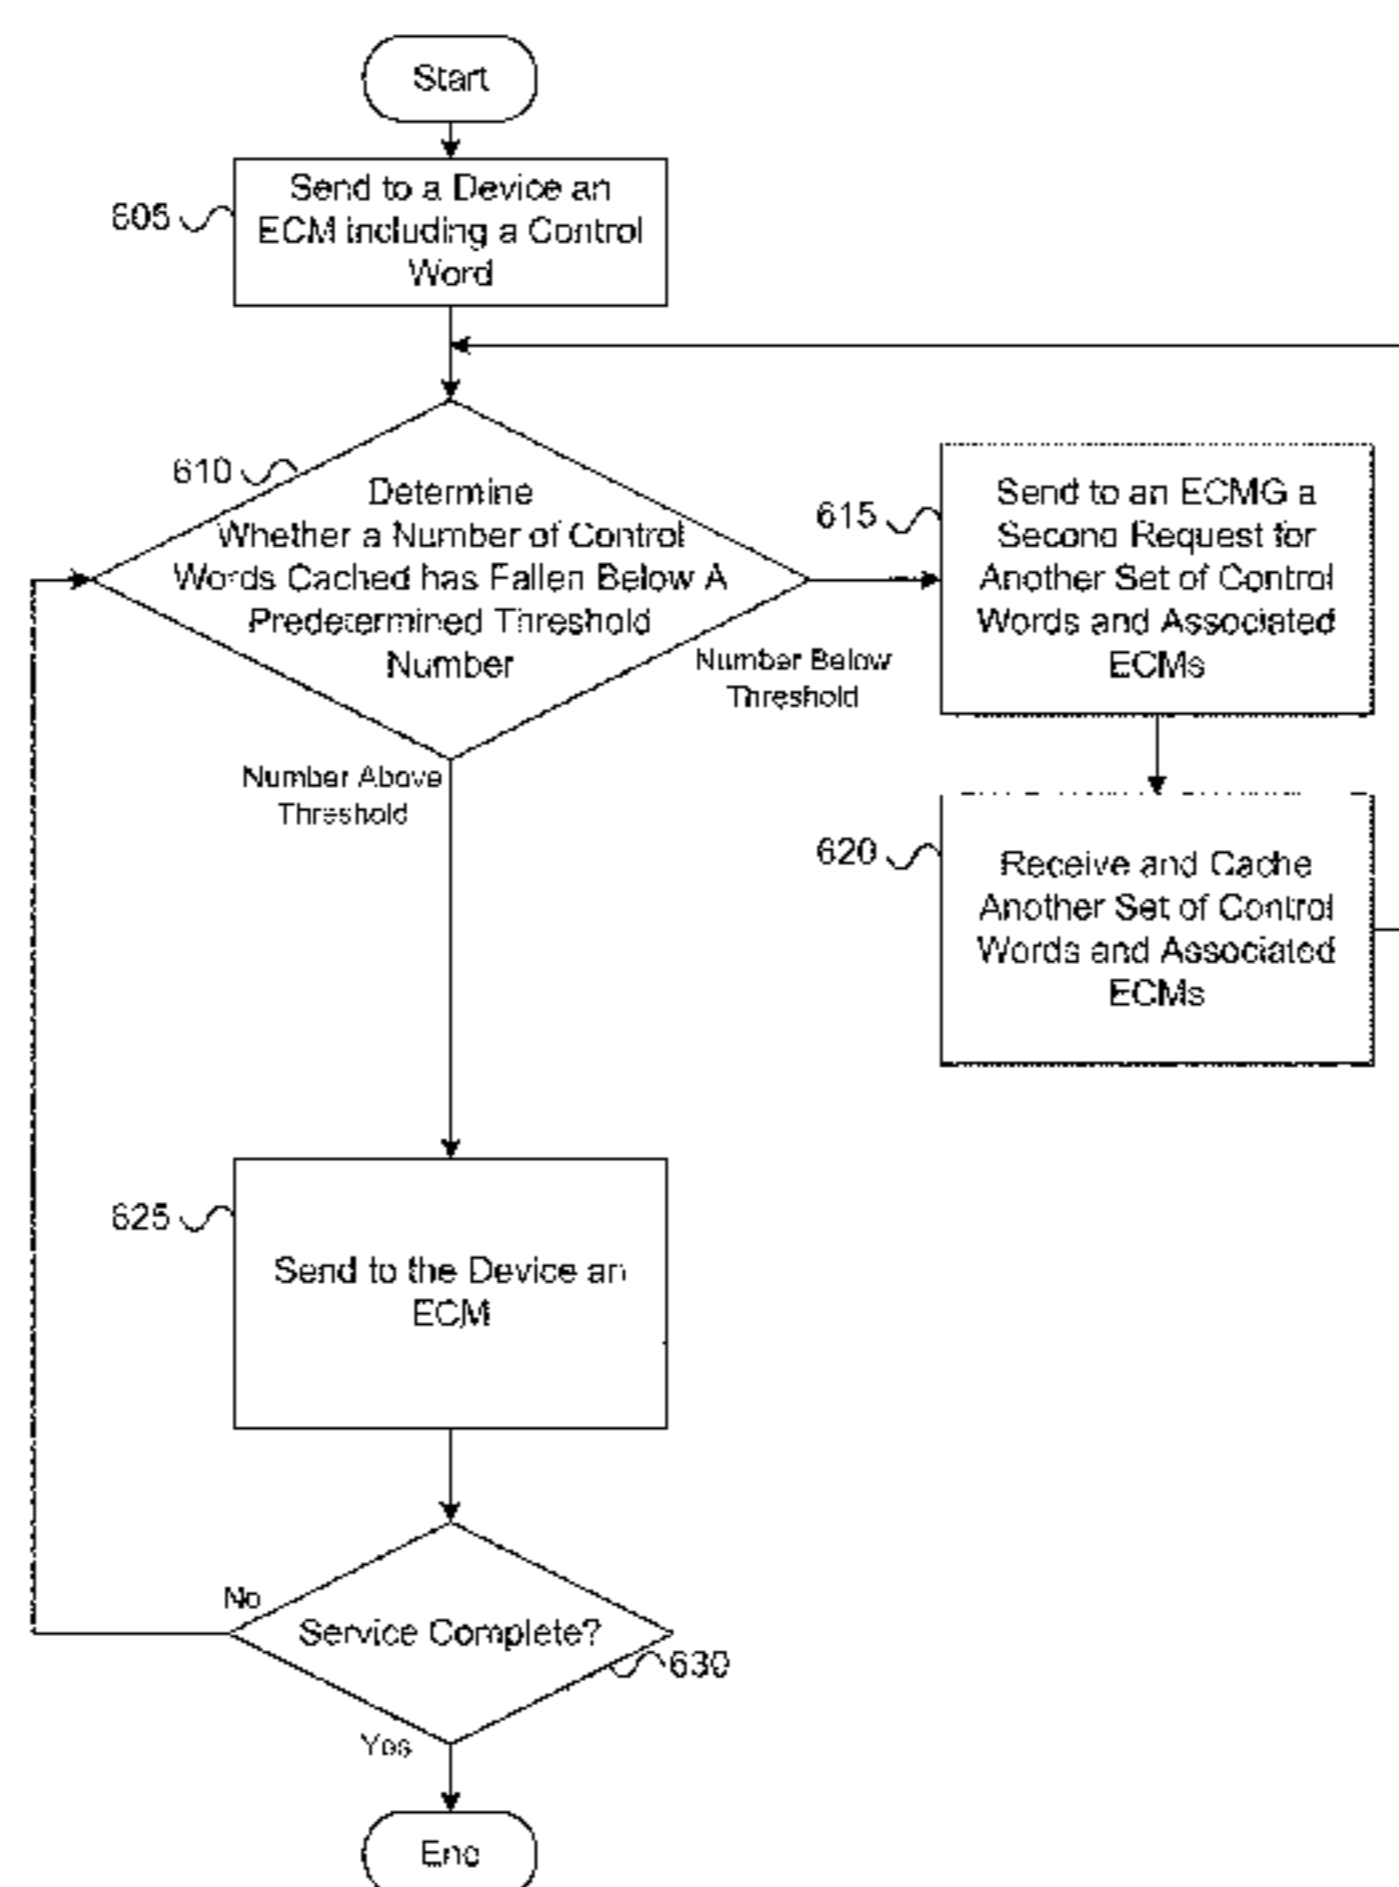 Start
605
Send to a Device an
ECM including a Control
Word
610
Determine
Whether a Number of Control
Words Cached has Fallen Below A
Predetermined Threshold
Number
615
Send to an ECMG a
Second Request for
Another Set of Control
Words and Associated
ECMs
Number Below
Threshold
Number Above
Threshold
620
Receive and Cache
Another Set of Control
Words and Associated
ECMs
625
Send to the Device an
ECM
No
Service Complete?
630
Yes
End